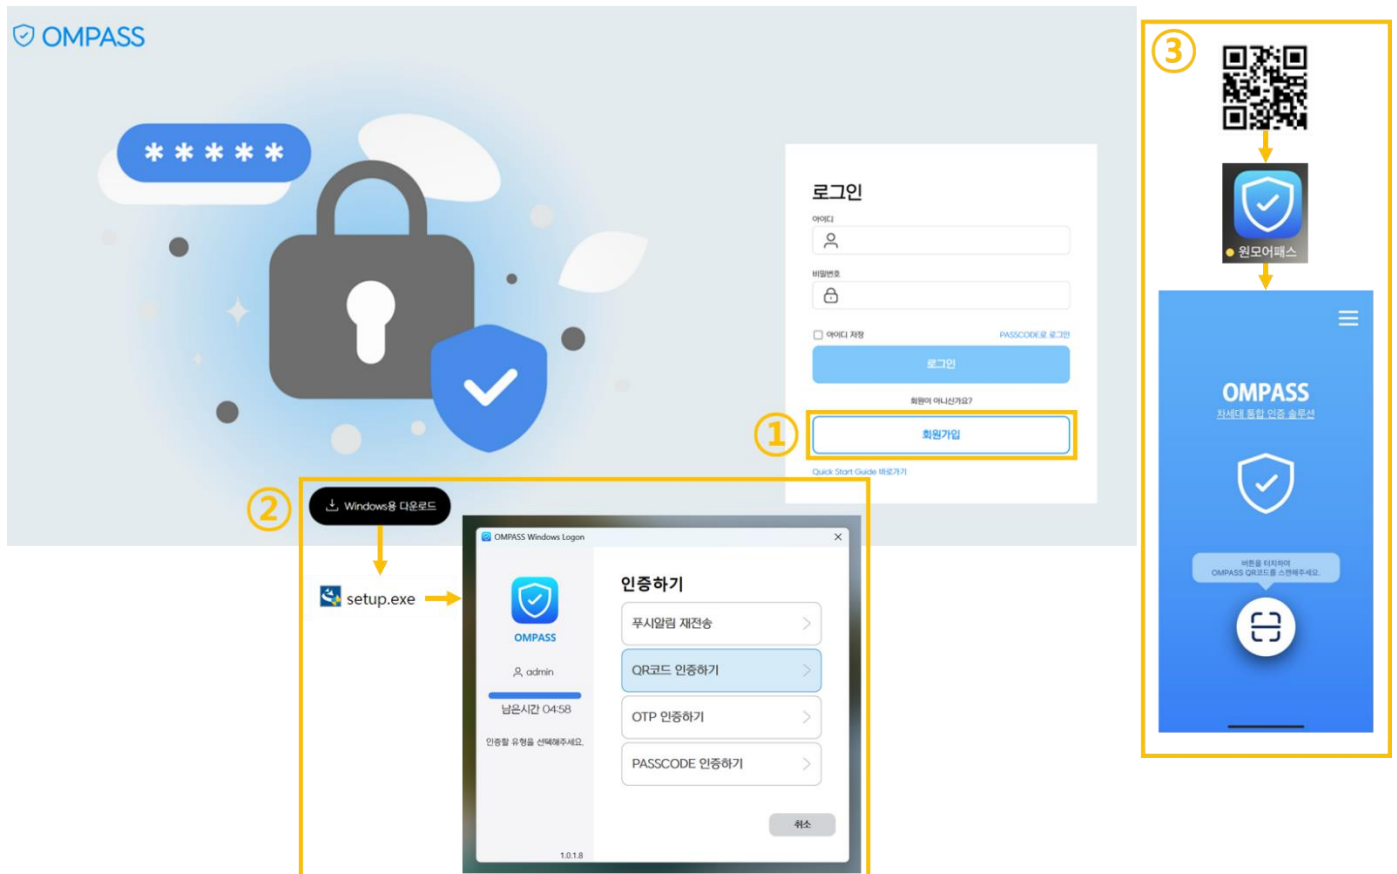 OMPASS
*****
로그인
아이디
비밀번호
아이디 저장
PASSCODE로 로그인
로그인
회원이 아니신가요?
①
회원가입
Quick Start Guide 바로가기
②
Windows용 다운로드
setup.exe
OMPASS Windows Logon
OMPASS
admin
남은시간 04:58
인증할 유형을 선택해주세요.
1.0.1.8
인증하기
푸시알림 재전송
QR코드 인증하기
OTP 인증하기
PASSCODE 인증하기
취소
③
원모어패스
OMPASS
차세대 통합 인증 솔루션
버튼을 터치하여
OMPASS QR코드를 스캔해주세요.